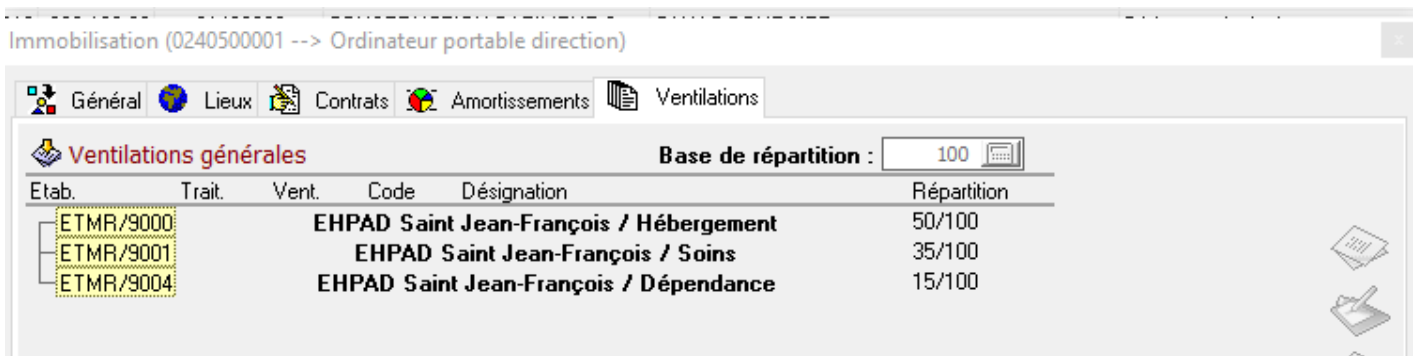 Immobilisation (0240500001 --> Ordinateur portable direction)
Général Lieux Contrats Amortissements Ventilations
Ventilations générales Base de répartition : 100
Etab. Trait. Vent. Code Désignation Répartition
ETMR/9000 EHPAD Saint Jean-François / Hébergement 50/100
ETMR/9001 EHPAD Saint Jean-François / Soins 35/100
ETMR/9004 EHPAD Saint Jean-François / Dépendance 15/100